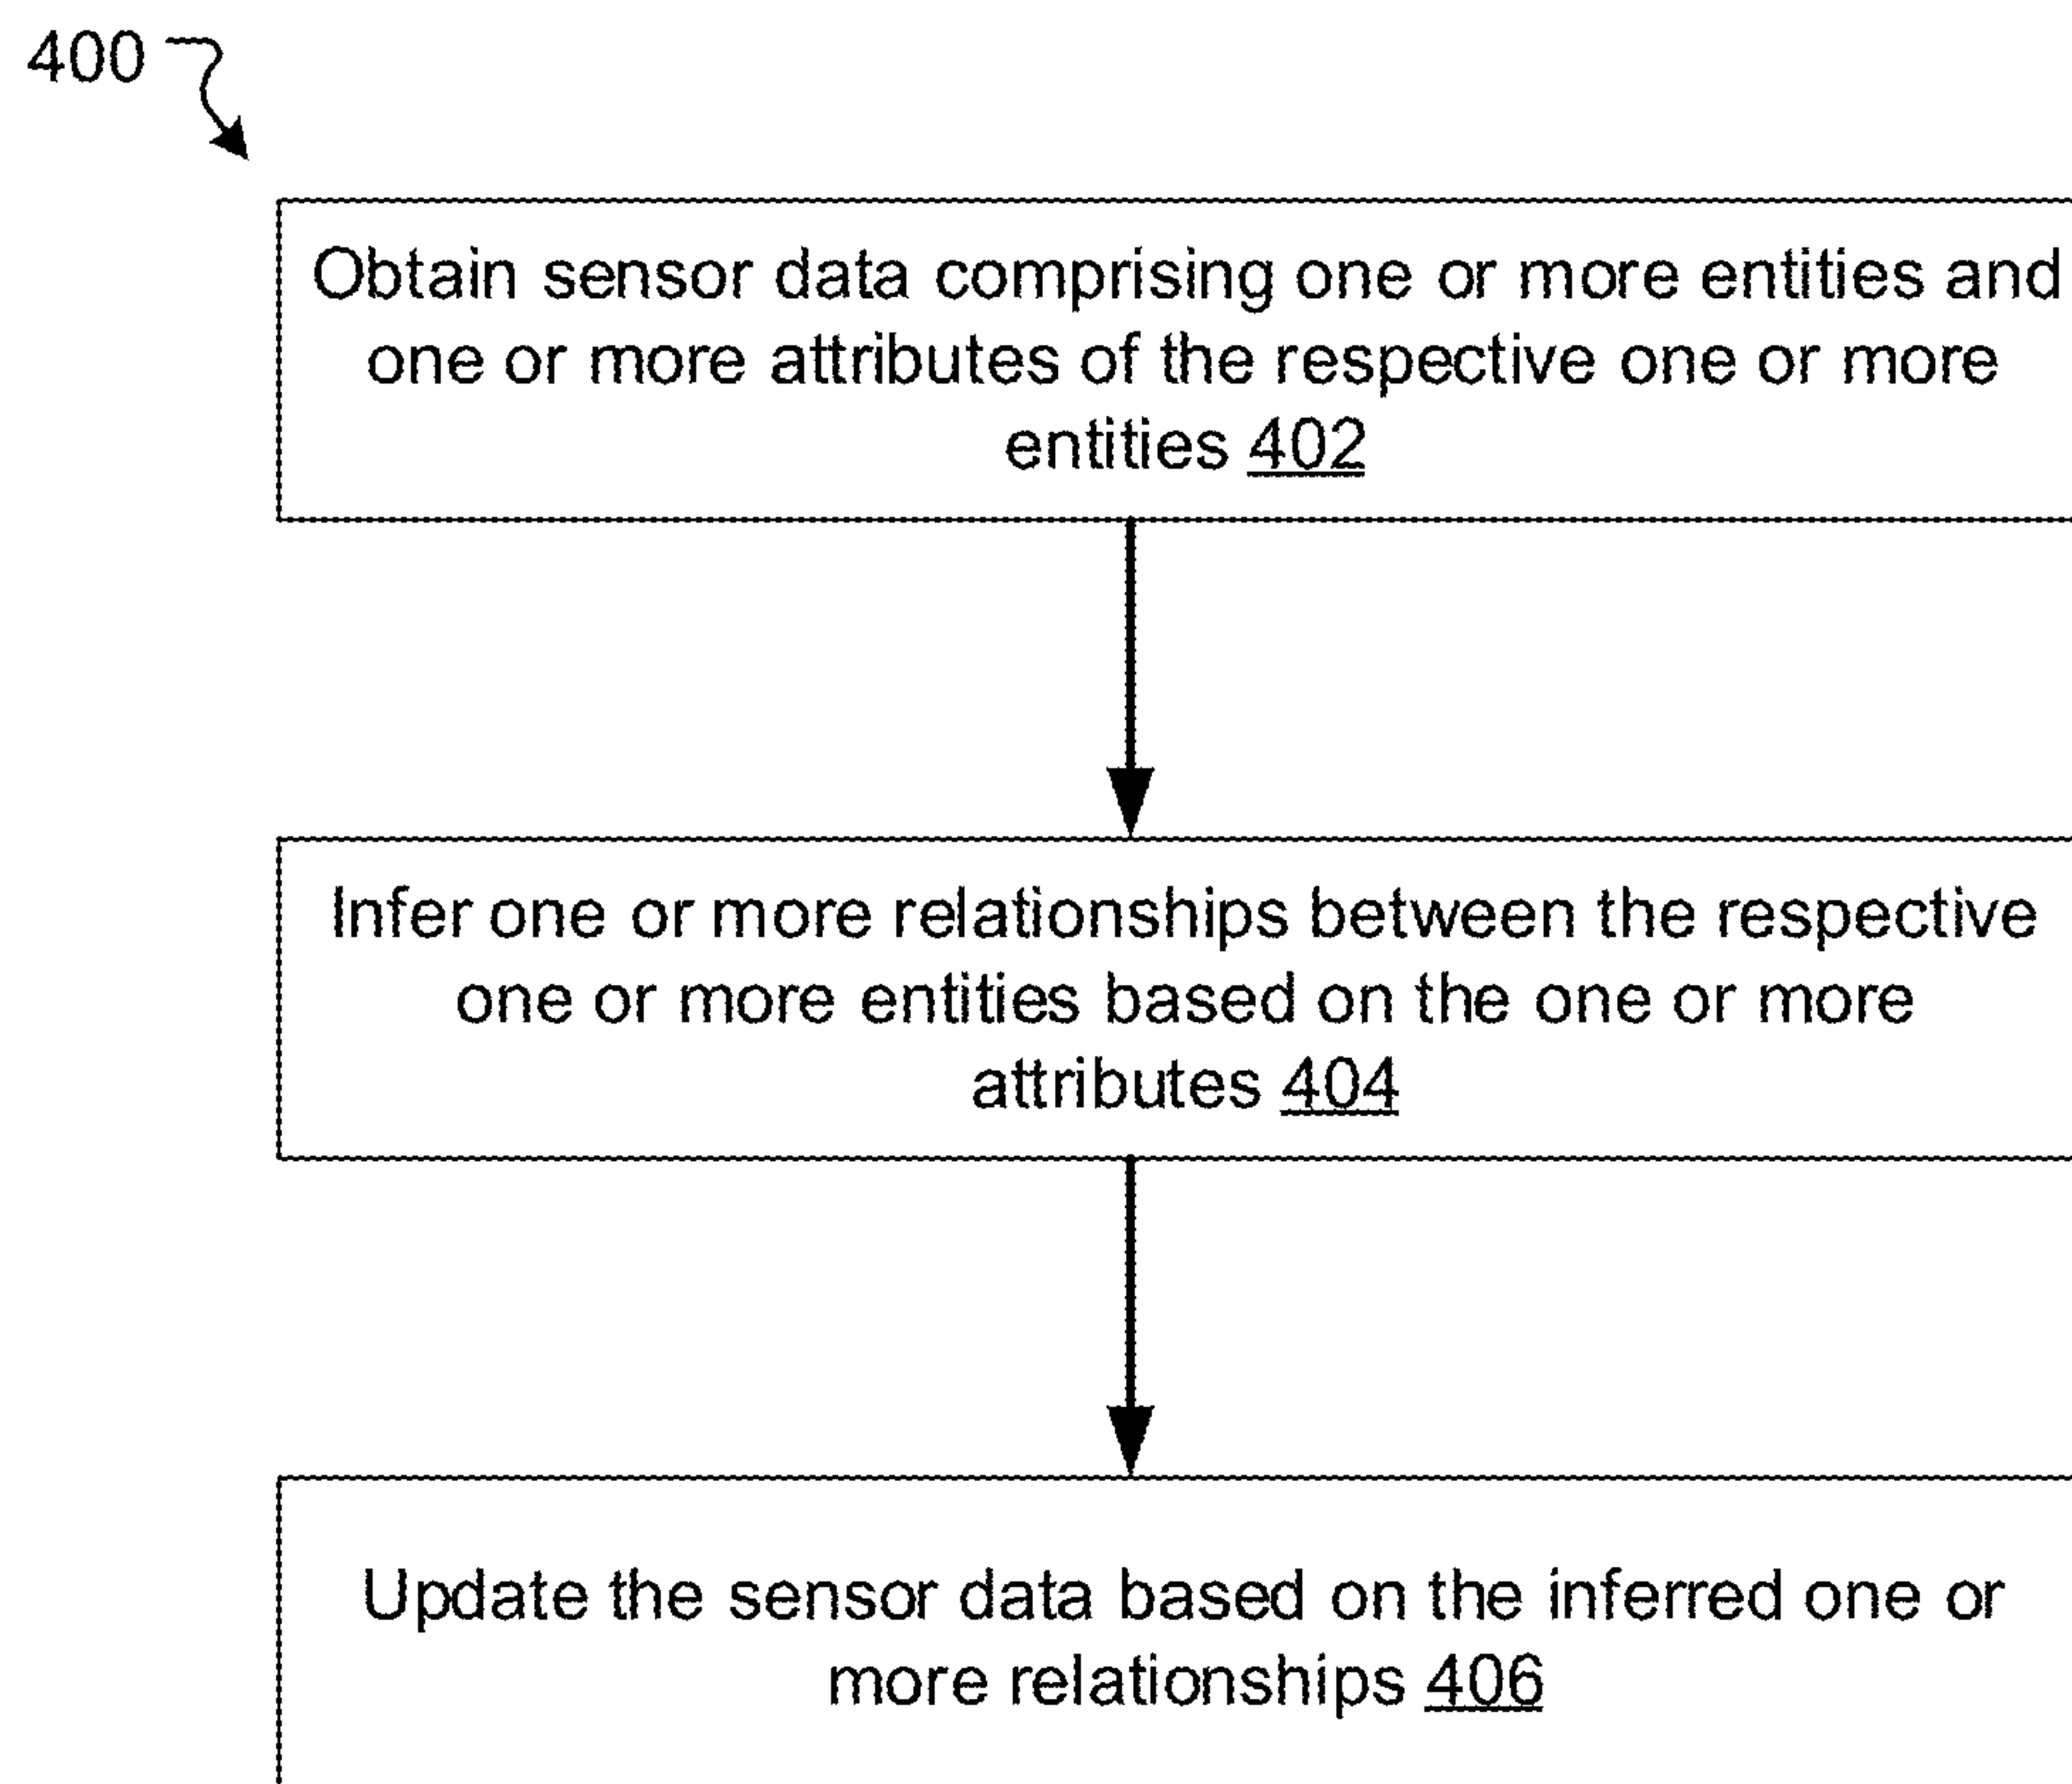 400
Obtain sensor data comprising one or more entities and
one or more attributes of the respective one or more
entities 402
Infer one or more relationships between the respective
one or more entities based on the one or more
attributes 404
Update the sensor data based on the inferred one or
more relationships 406